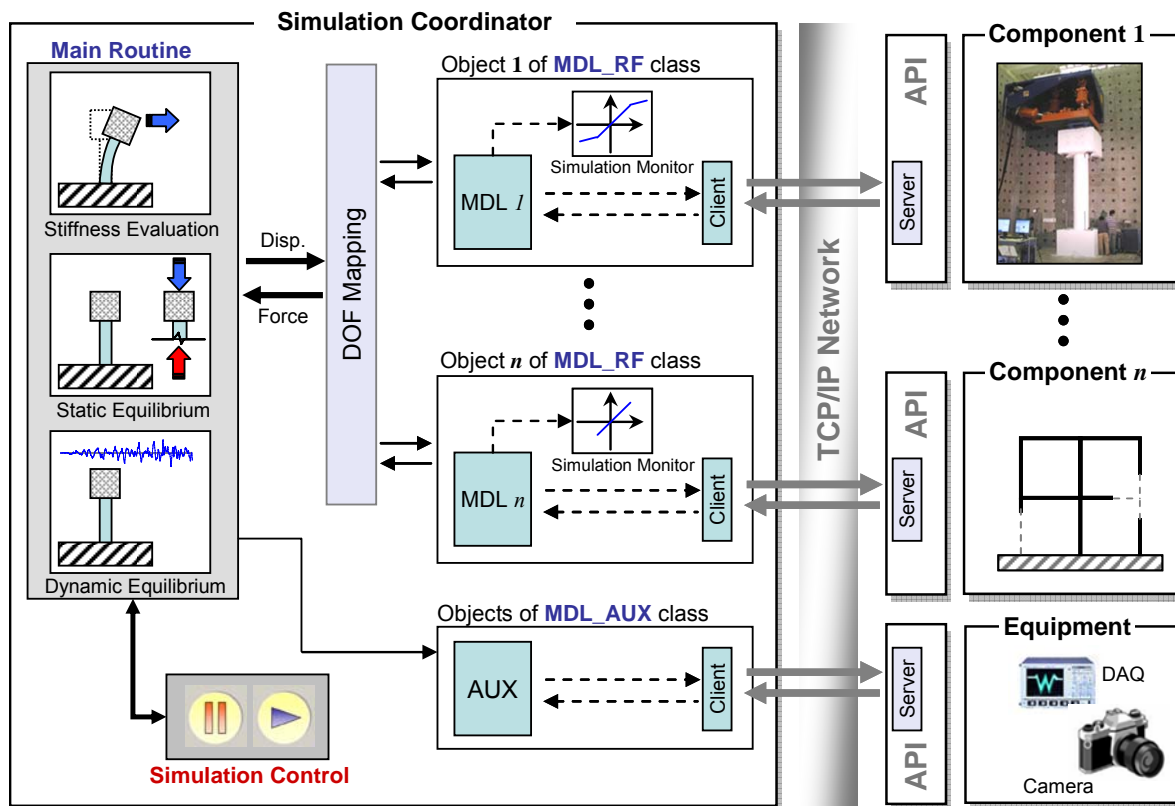 Simulation Coordinator
Main Routine
Stiffness Evaluation
Static Equilibrium
Dynamic Equilibrium
Disp.
Force
DOF Mapping
Object 1 of MDL_RF class
MDL 1
Simulation Monitor
Client
Object n of MDL_RF class
MDL n
Simulation Monitor
Client
Objects of MDL_AUX class
AUX
Client
Simulation Control
TCP/IP Network
API
Server
Component 1
API
Server
Component n
Server
API
Equipment
DAQ
Camera